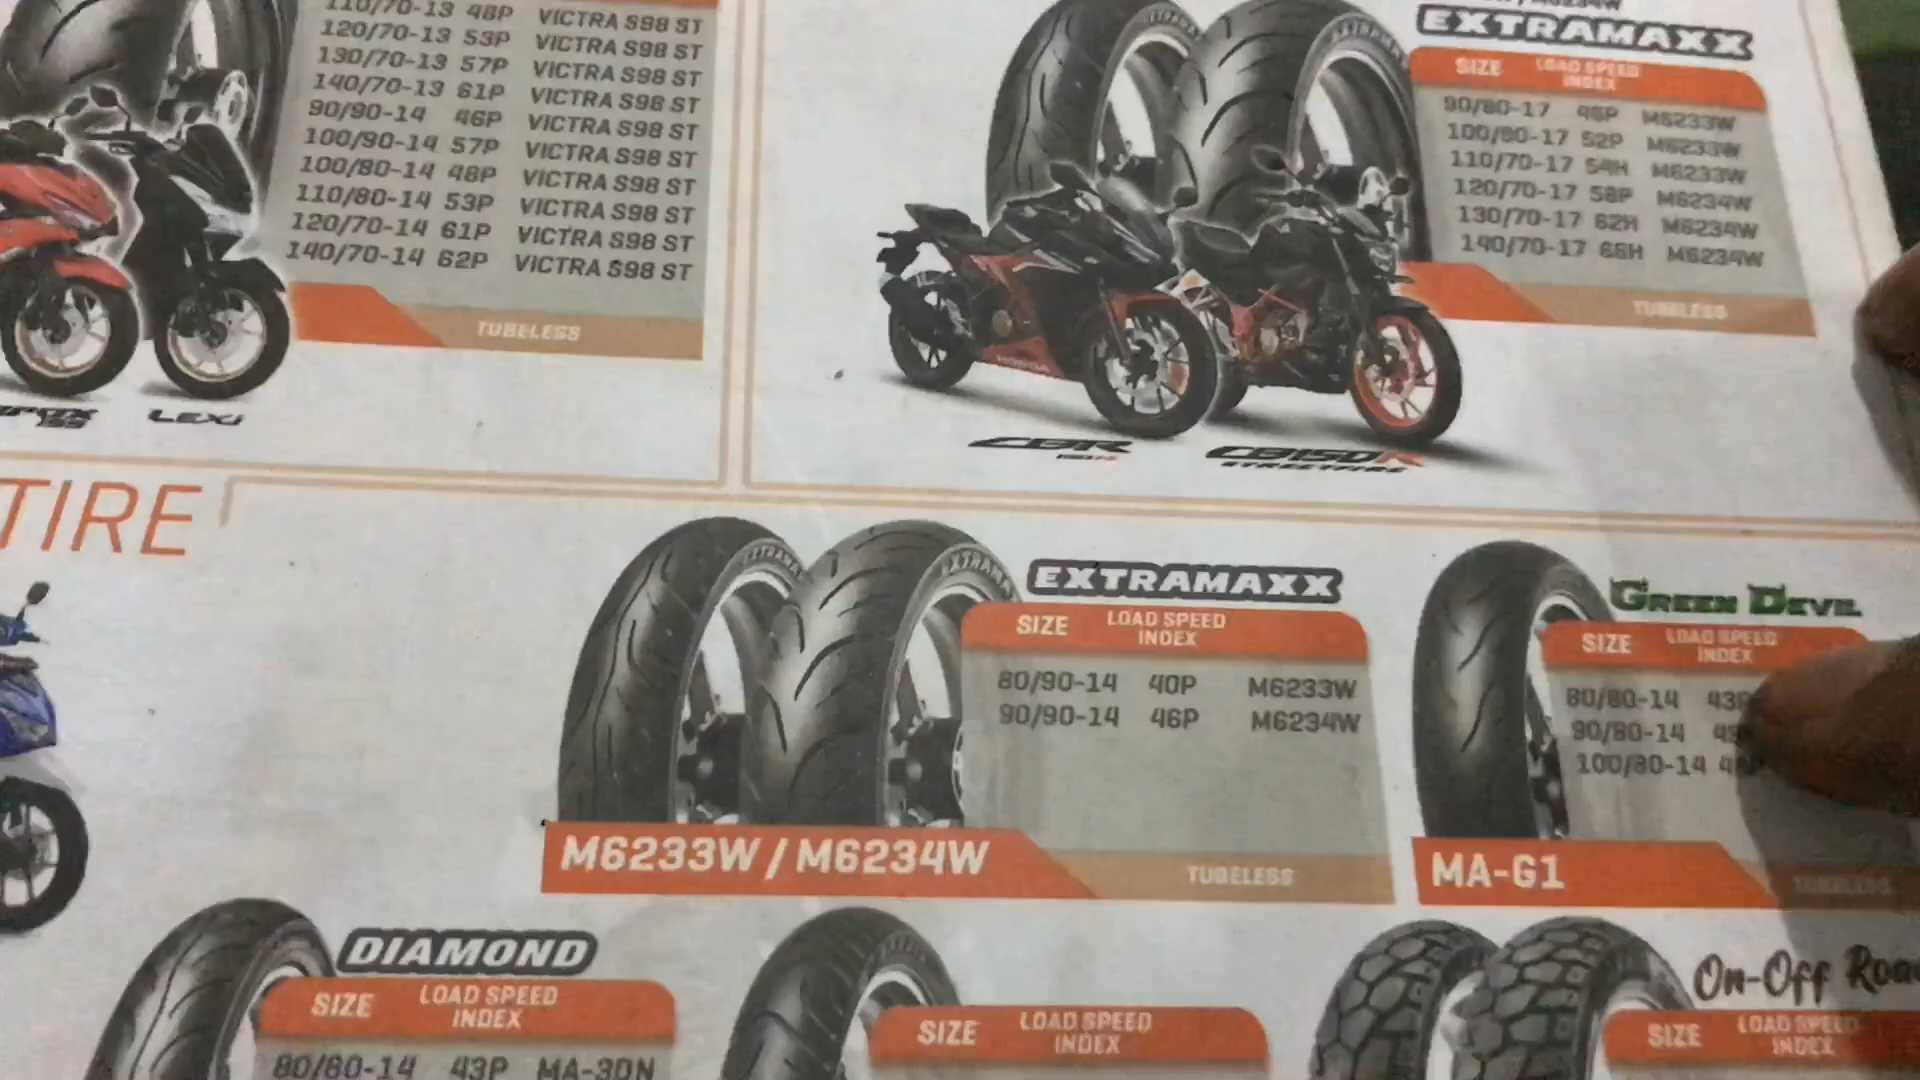 110/70-13 48P VICTRA S98 ST
120/70-13 53P VICTRA S98 ST
130/70-13 57P VICTRA S98 ST
140/70-13 61P VICTRA S98 ST
90/90-14 46P VICTRA S98 ST
100/90-14 57P VICTRA S98 ST
100/80-14 48P VICTRA S98 ST
110/80-14 53P VICTRA S98 ST
120/70-14 61P VICTRA S98 ST
140/70-14 62P VICTRA S98 ST
TUBELESS
155
LEXi
EXTRAMAXX
SIZE LOAD SPEED INDEX
90/80-17 46P M6233W
100/80-17 52P M6233W
110/70-17 54H M6233W
120/70-17 58P M6234W
130/70-17 62H M6234W
140/70-17 66H M6234W
TUBELESS
CBR
CB150R
STREETFIRE
TIRE
EXTRAMAXX
SIZE LOAD SPEED INDEX
80/90-14 40P M6233W
90/90-14 46P M6234W
M6233W / M6234W
TUBELESS
GREEN DEVIL
SIZE LOAD SPEED INDEX
80/80-14 43P
90/80-14
100/80-14
MA-G1
TUBELESS
DIAMOND
SIZE LOAD SPEED INDEX
80/80-14 43P MA-3DN
SIZE LOAD SPEED INDEX
On-Off Road
SIZE LOAD SPEED INDEX